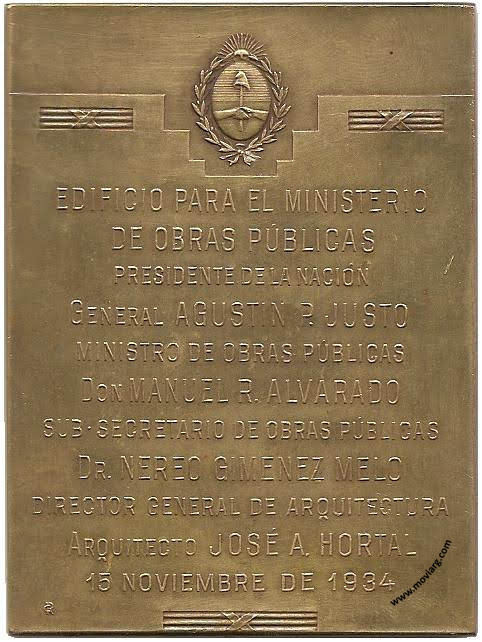 EDIFICIO PARA EL MINISTERIO
DE OBRAS PÚBLICAS
PRESIDENTE DE LA NACIÓN
GENERAL AGUSTIN P. JUSTO
MINISTRO DE OBRAS PÚBLICAS
DON MANUEL R. ALVARADO
SUB-SECRETARIO DE OBRAS PÚBLICAS
DR. NEREO GIMENEZ MELO
DIRECTOR GENERAL DE ARQUITECTURA
ARQUITECTO JOSÉ A. HORTAL
15 NOVIEMBRE DE 1934
www.moviarg.com